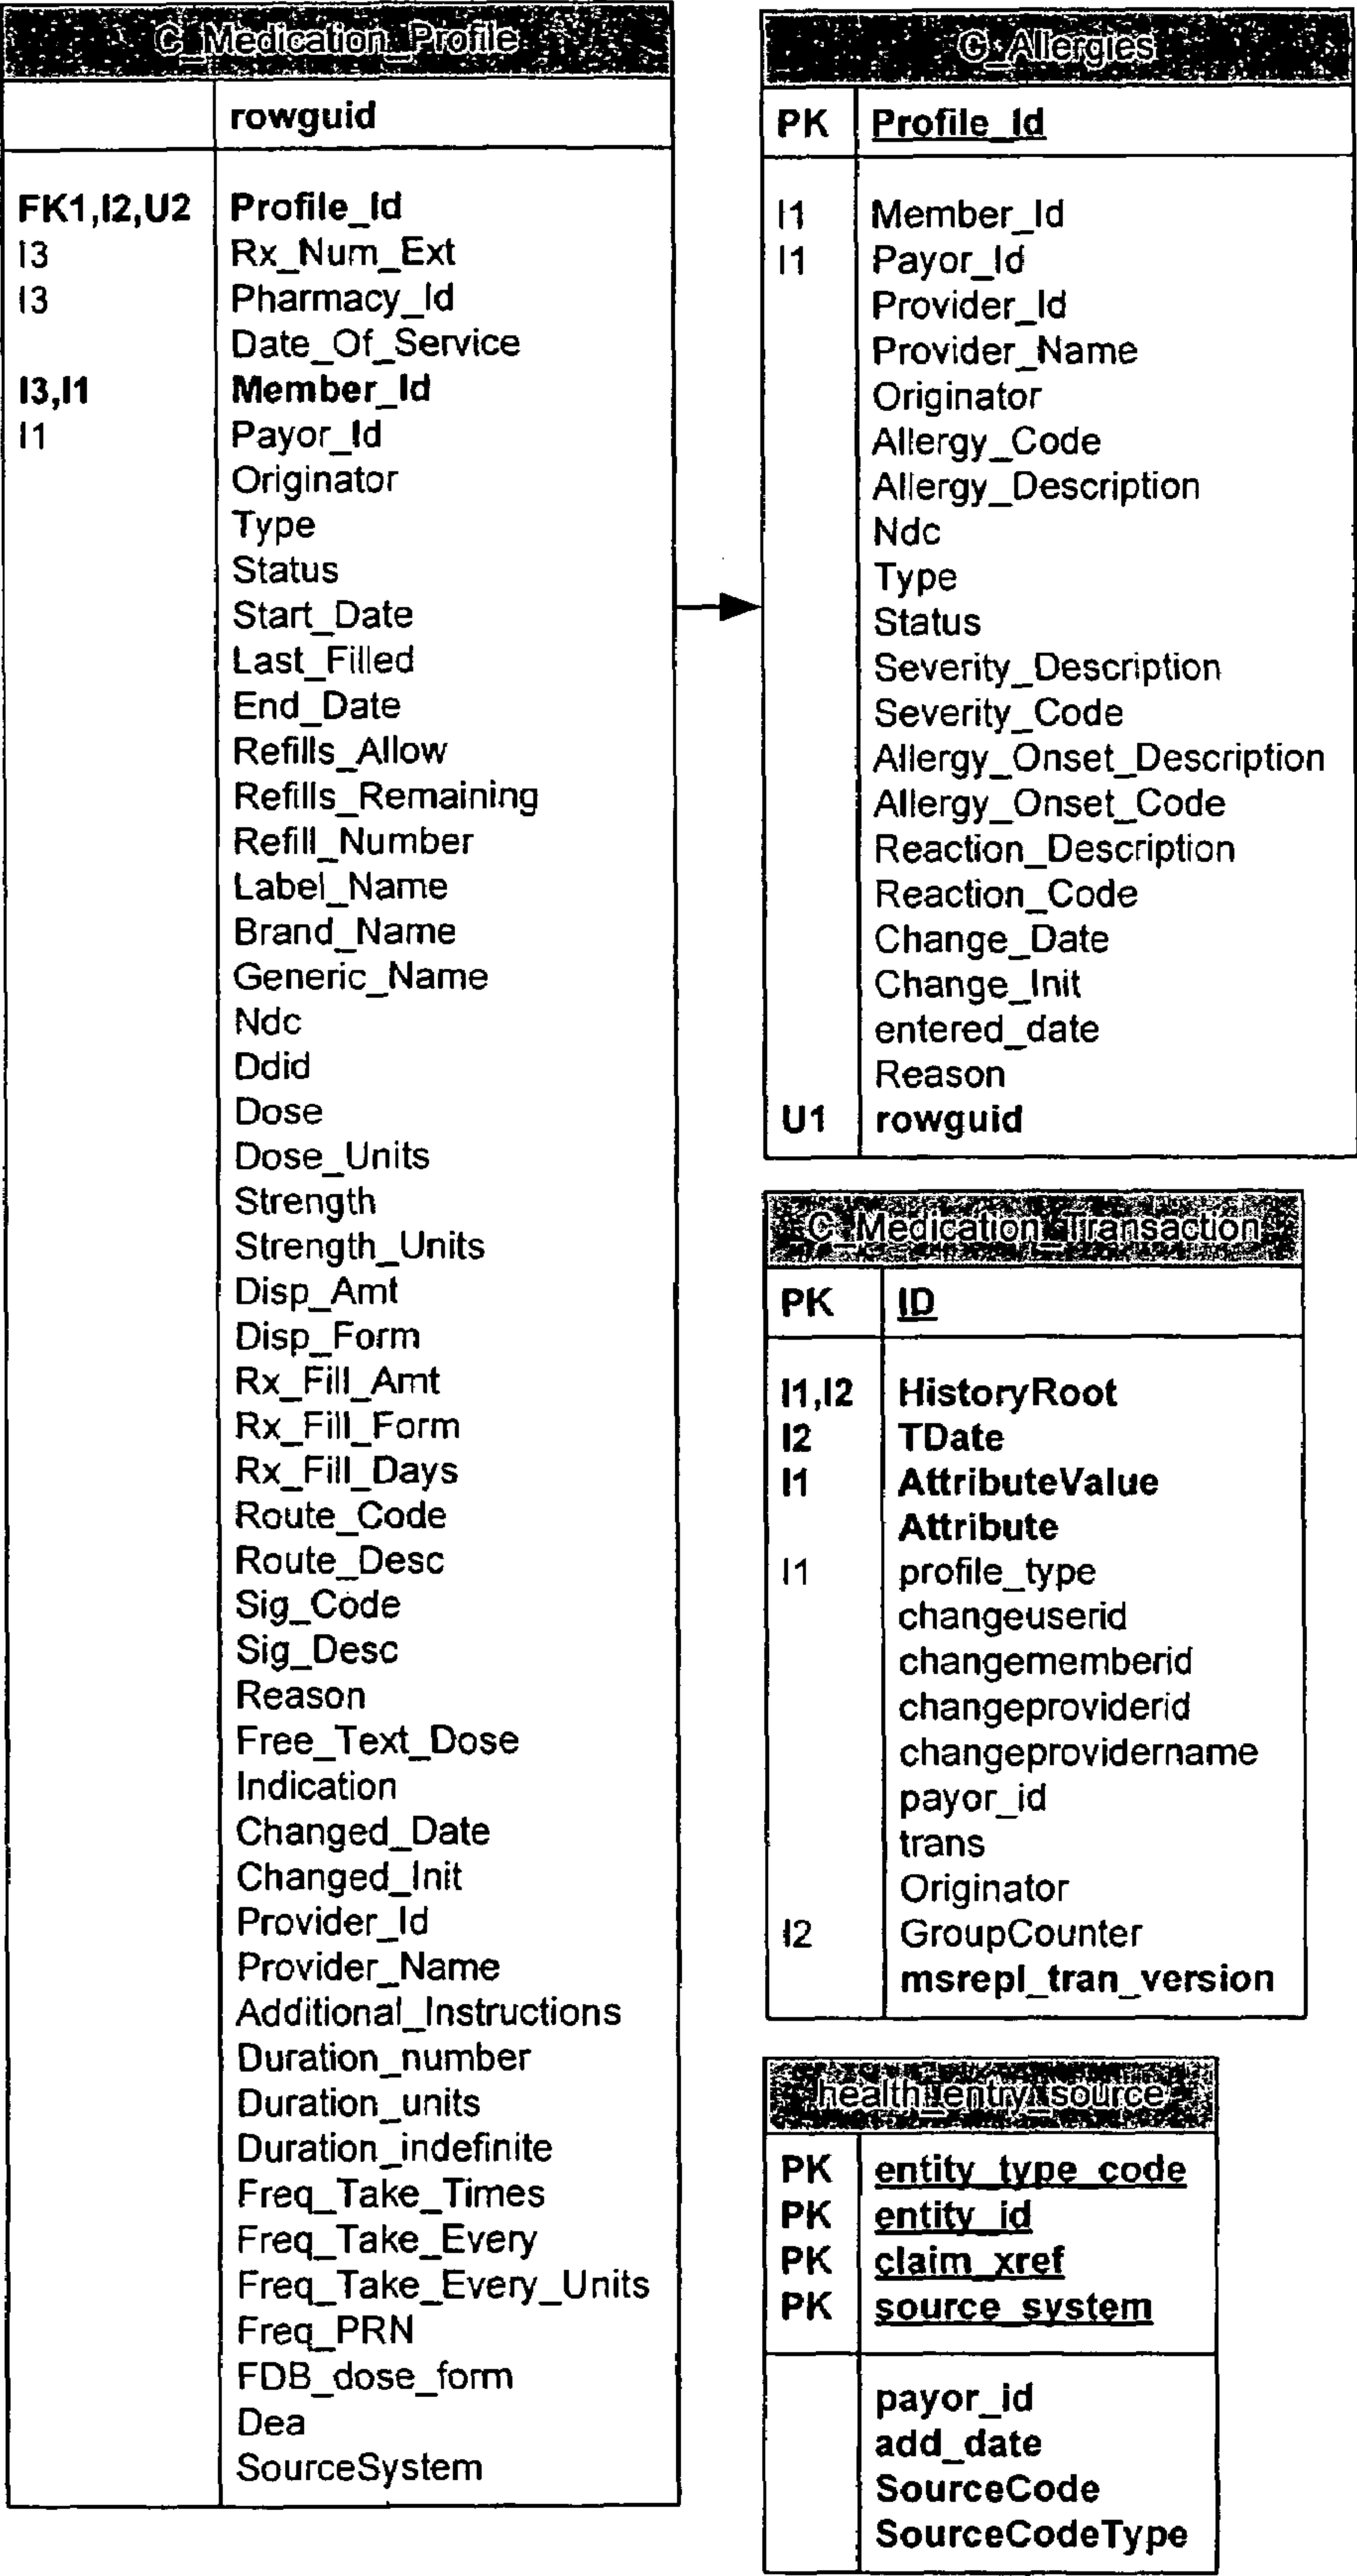 C_Medication_Profile
rowguid
FK1,I2,U2 Profile_Id
I3 Rx_Num_Ext
I3 Pharmacy_Id
Date_Of_Service
I3,I1 Member_Id
I1 Payor_Id
Originator
Type
Status
Start_Date
Last_Filled
End_Date
Refills_Allow
Refills_Remaining
Refill_Number
Label_Name
Brand_Name
Generic_Name
Ndc
Ddid
Dose
Dose_Units
Strength
Strength_Units
Disp_Amt
Disp_Form
Rx_Fill_Amt
Rx_Fill_Form
Rx_Fill_Days
Route_Code
Route_Desc
Sig_Code
Sig_Desc
Reason
Free_Text_Dose
Indication
Changed_Date
Changed_Init
Provider_Id
Provider_Name
Additional_Instructions
Duration_number
Duration_units
Duration_indefinite
Freq_Take_Times
Freq_Take_Every
Freq_Take_Every_Units
Freq_PRN
FDB_dose_form
Dea
SourceSystem
C_Allergies
PK Profile_Id
I1 Member_Id
I1 Payor_Id
Provider_Id
Provider_Name
Originator
Allergy_Code
Allergy_Description
Ndc
Type
Status
Severity_Description
Severity_Code
Allergy_Onset_Description
Allergy_Onset_Code
Reaction_Description
Reaction_Code
Change_Date
Change_Init
entered_date
Reason
U1 rowguid
C_Medication_Transaction
PK ID
I1,I2 HistoryRoot
I2 TDate
I1 AttributeValue
Attribute
I1 profile_type
changeuserid
changememberid
changeproviderid
changeprovidername
payor_id
trans
Originator
I2 GroupCounter
msrepl_tran_version
health_entry_source
PK entity_type_code
PK entity_id
PK claim_xref
PK source_system
payor_id
add_date
SourceCode
SourceCodeType